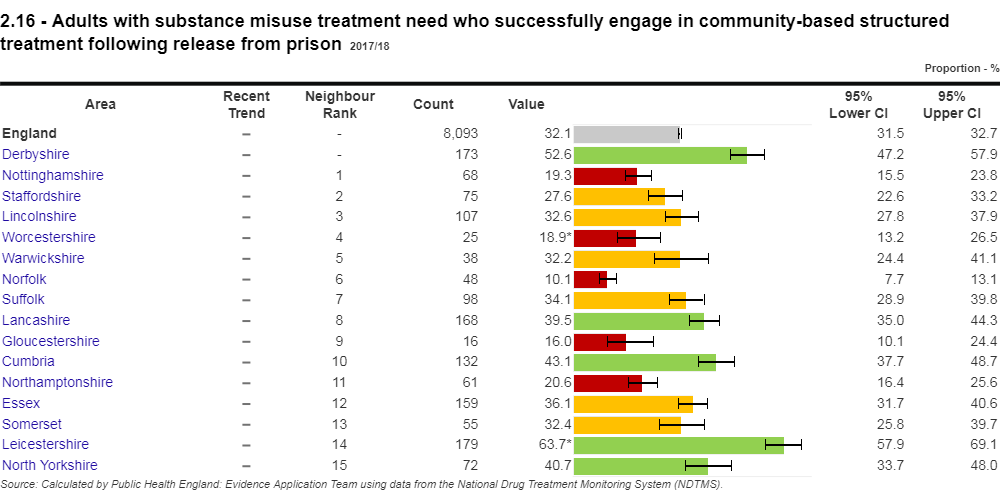 2.16 - Adults with substance misuse treatment need who successfully engage in community-based structured
treatment following release from prison 2017/18
Proportion - %
Area Recent Trend Neighbour Rank Count Value 95% Lower CI 95% Upper CI
England – - 8,093 32.1 31.5 32.7
Derbyshire – - 173 52.6 47.2 57.9
Nottinghamshire – 1 68 19.3 15.5 23.8
Staffordshire – 2 75 27.6 22.6 33.2
Lincolnshire – 3 107 32.6 27.8 37.9
Worcestershire – 4 25 18.9* 13.2 26.5
Warwickshire – 5 38 32.2 24.4 41.1
Norfolk – 6 48 10.1 7.7 13.1
Suffolk – 7 98 34.1 28.9 39.8
Lancashire – 8 168 39.5 35.0 44.3
Gloucestershire – 9 16 16.0 10.1 24.4
Cumbria – 10 132 43.1 37.7 48.7
Northamptonshire – 11 61 20.6 16.4 25.6
Essex – 12 159 36.1 31.7 40.6
Somerset – 13 55 32.4 25.8 39.7
Leicestershire – 14 179 63.7* 57.9 69.1
North Yorkshire – 15 72 40.7 33.7 48.0
Source: Calculated by Public Health England: Evidence Application Team using data from the National Drug Treatment Monitoring System (NDTMS).